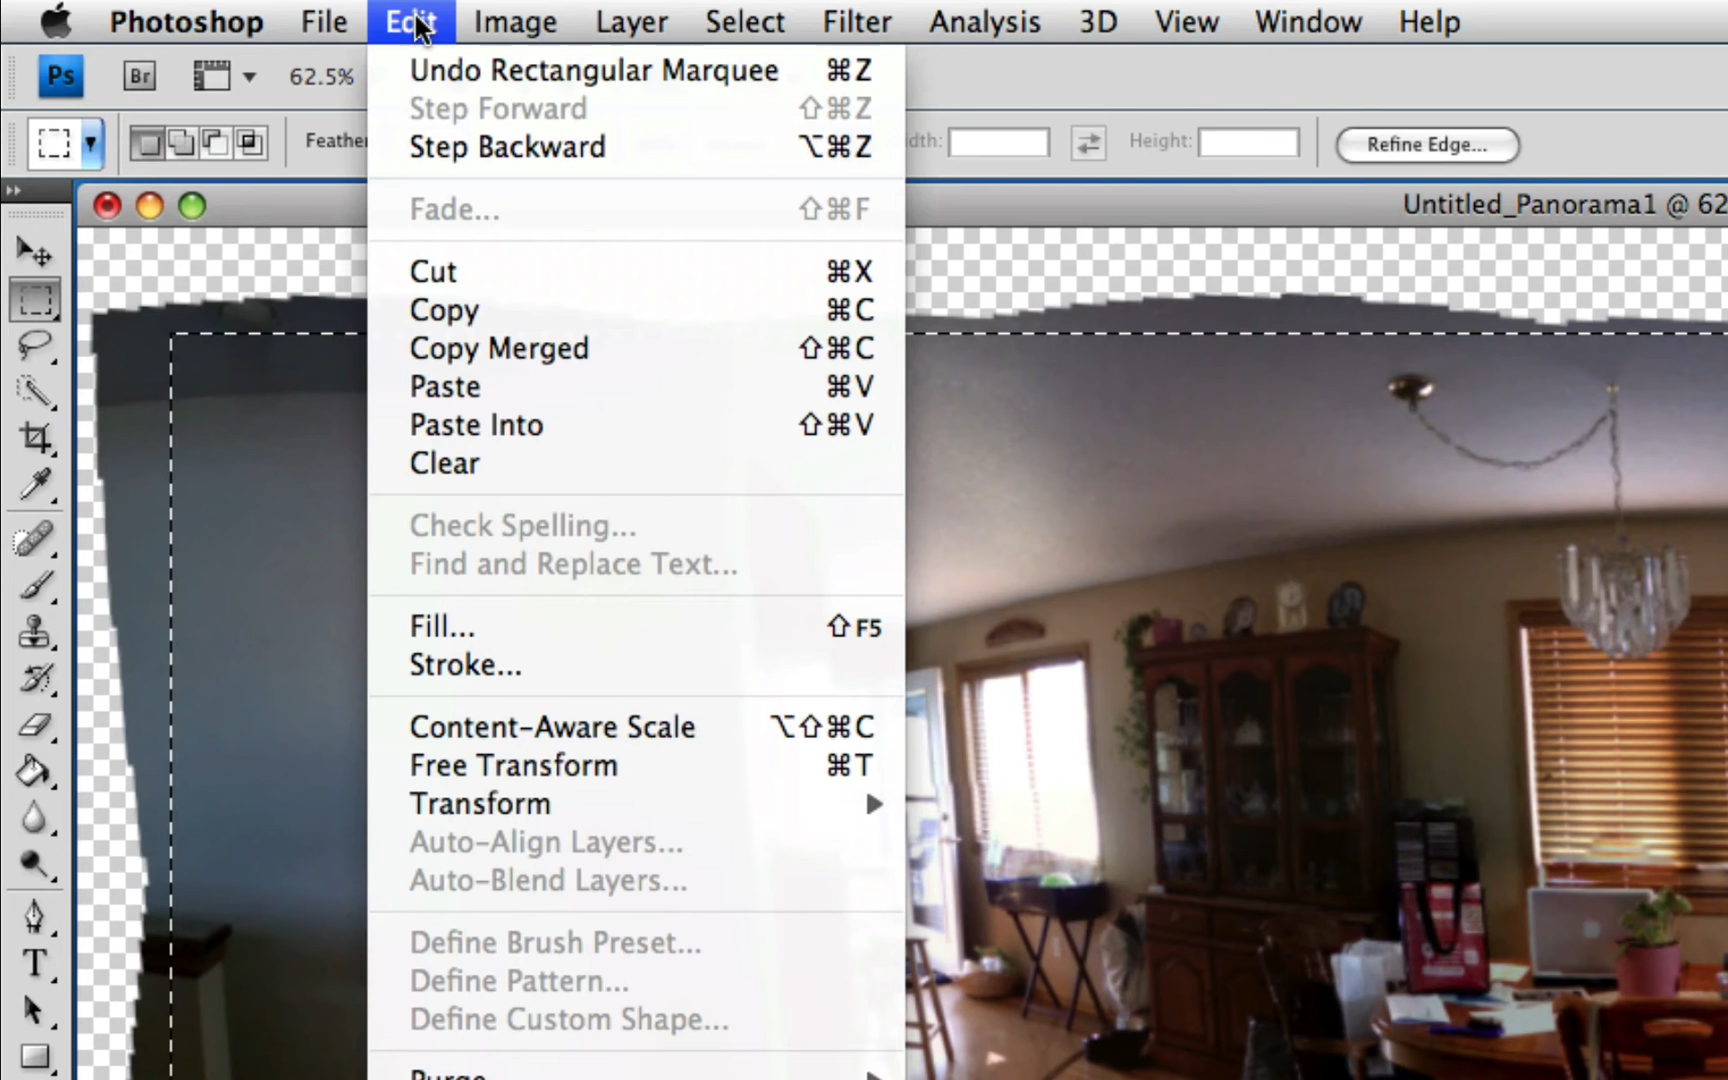 Photoshop File Edit Image Layer Select Filter Analysis 3D View Window Help
Ps Br 62.5%
Feather Width: Height: Refine Edge...
Untitled_Panorama1 @ 62
Undo Rectangular Marquee ⌘Z
Step Forward ⇧⌘Z
Step Backward ⌥⌘Z
Fade... ⇧⌘F
Cut ⌘X
Copy ⌘C
Copy Merged ⇧⌘C
Paste ⌘V
Paste Into ⇧⌘V
Clear
Check Spelling...
Find and Replace Text...
Fill... ⇧F5
Stroke...
Content-Aware Scale ⌥⇧⌘C
Free Transform ⌘T
Transform
Auto-Align Layers...
Auto-Blend Layers...
Define Brush Preset...
Define Pattern...
Define Custom Shape...
Purge